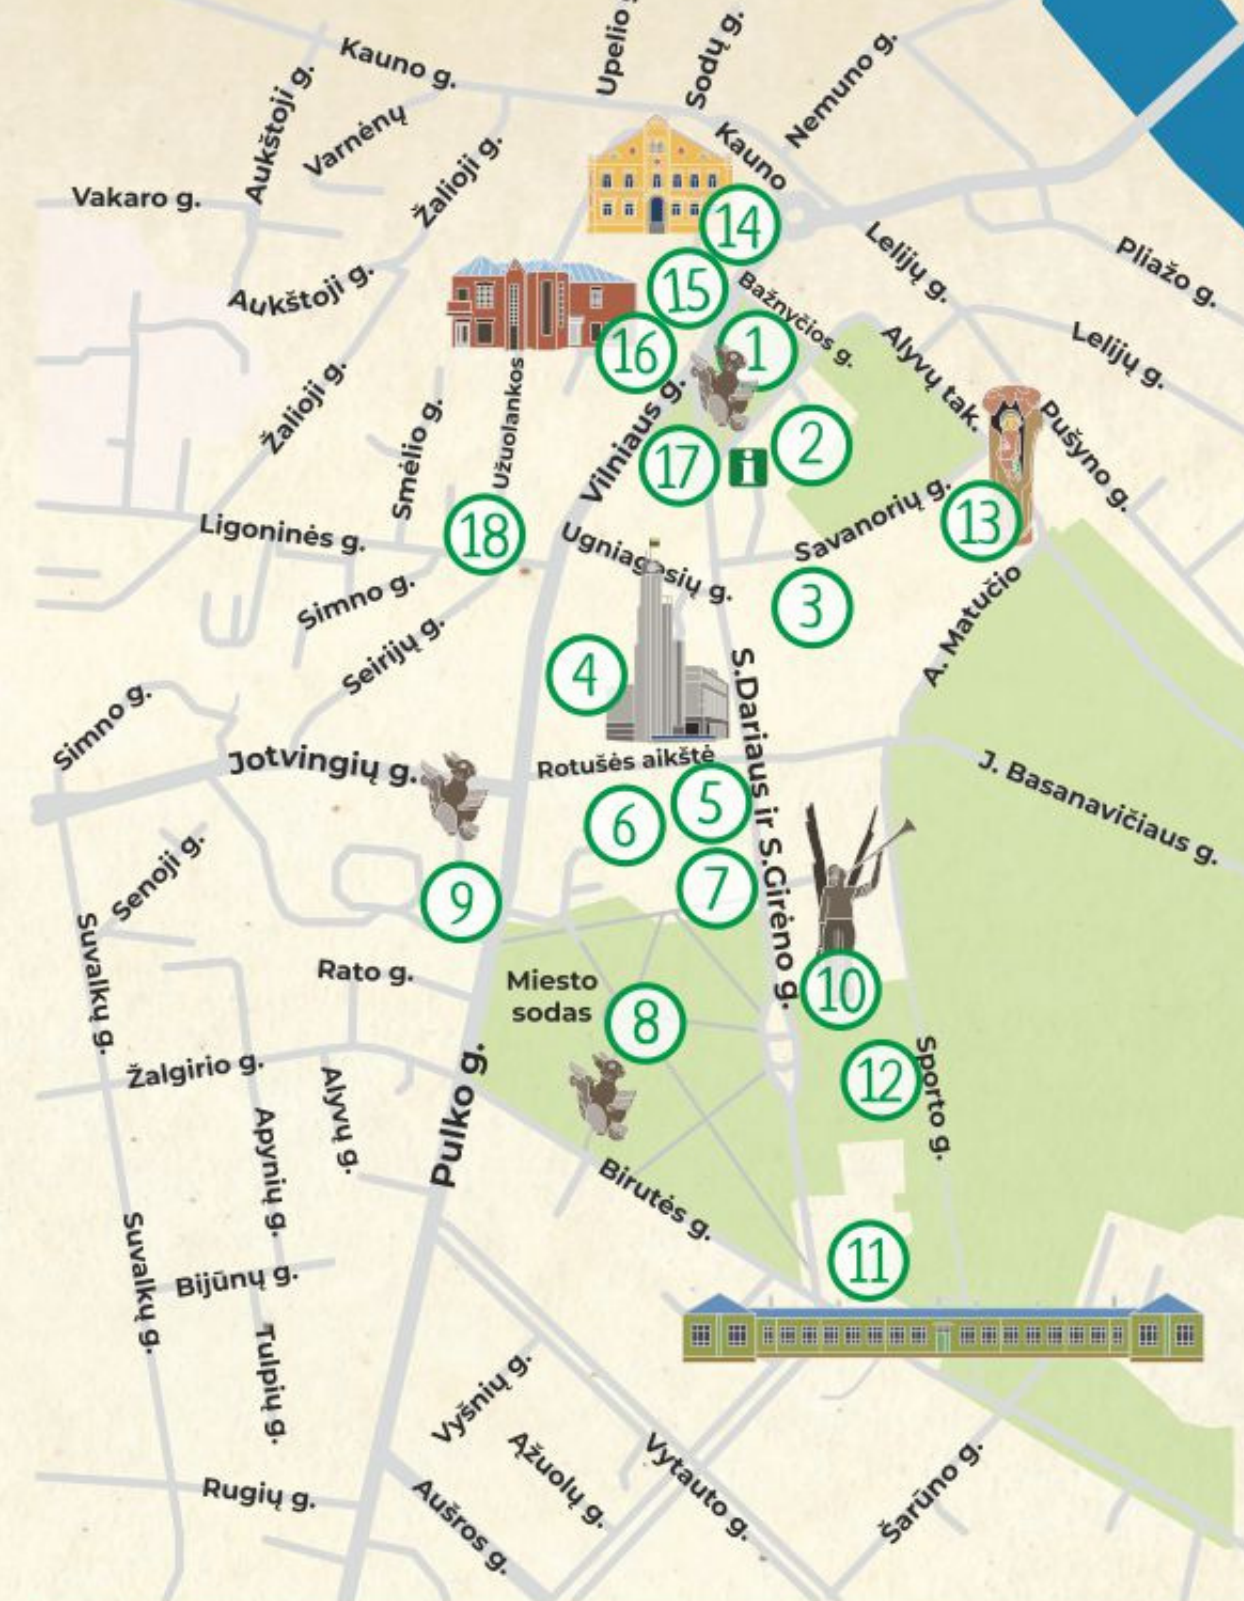 Upelio g.
Sodų g.
Nemuno g.
Kauno g.
Aukštoji g.
Varnėnų
Žalioji g.
Kauno
Vakaro g.
14
Lelijų g.
Pliažo g.
Aukštoji g.
15
Bažnyčios g.
16
1
Alyvų tak.
Lelijų g.
Žalioji g.
Smėlio g.
Užuolankos
Vilniaus g.
17
i
2
Pušyno g.
Savanorių g.
13
Ligoninės g.
18
Ugniagesių g.
Simno g.
3
A. Matučio
Seirijų g.
4
S.Dariaus ir S.Girėno g.
Simno g.
Jotvingių g.
Rotušės aikštė
J. Basanavičiaus g.
5
6
7
Senoji g.
9
Suvalkų g.
Rato g.
Miesto
sodas
8
10
Žalgirio g.
Alyvų g.
Pulko g.
12
Sporto g.
Apynių g.
Birutės g.
Suvalkų g.
Bijūnų g.
11
Tulpių g.
Vyšnių g.
Ąžuolų g.
Vytauto g.
Šarūno g.
Rugių g.
Aušros g.